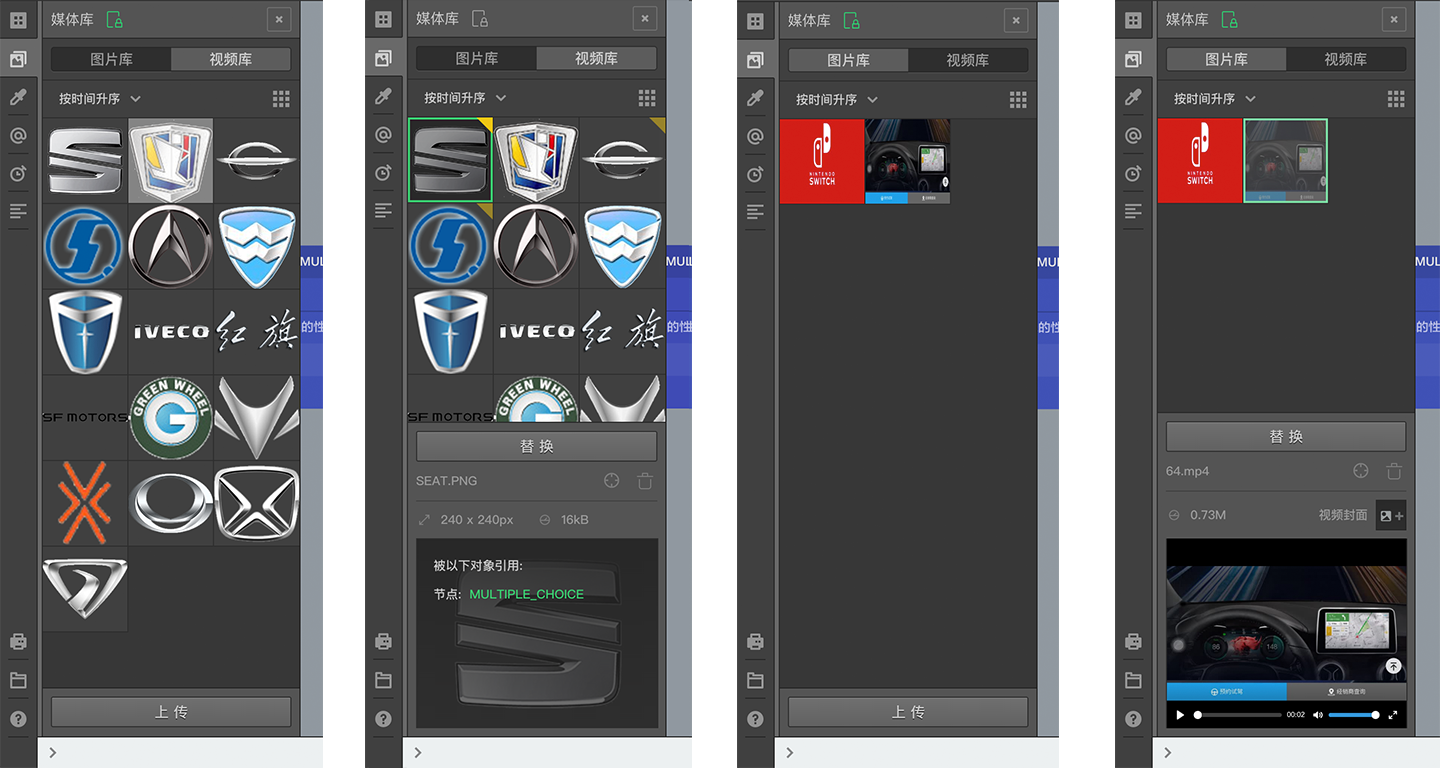 媒体库
图片库 视频库
按时间升序
MUL
IVECO 红旗
的性
SF MOTORS
GREEN WHEEL
G
上传
媒体库
图片库 视频库
按时间升序
MUL
IVECO 红旗
的性
SF MOTORS
GREEN WHEEL
替换
SEAT.PNG
240 x 240px 16kB
被以下对象引用:
节点: MULTIPLE_CHOICE
媒体库
图片库 视频库
按时间升序
NINTENDO
SWITCH
MUL
的性
上传
媒体库
图片库 视频库
按时间升序
NINTENDO
SWITCH
MUL
的性
替换
64.mp4
0.73M 视频封面
86 148
预约试驾 经销商查询
00:02